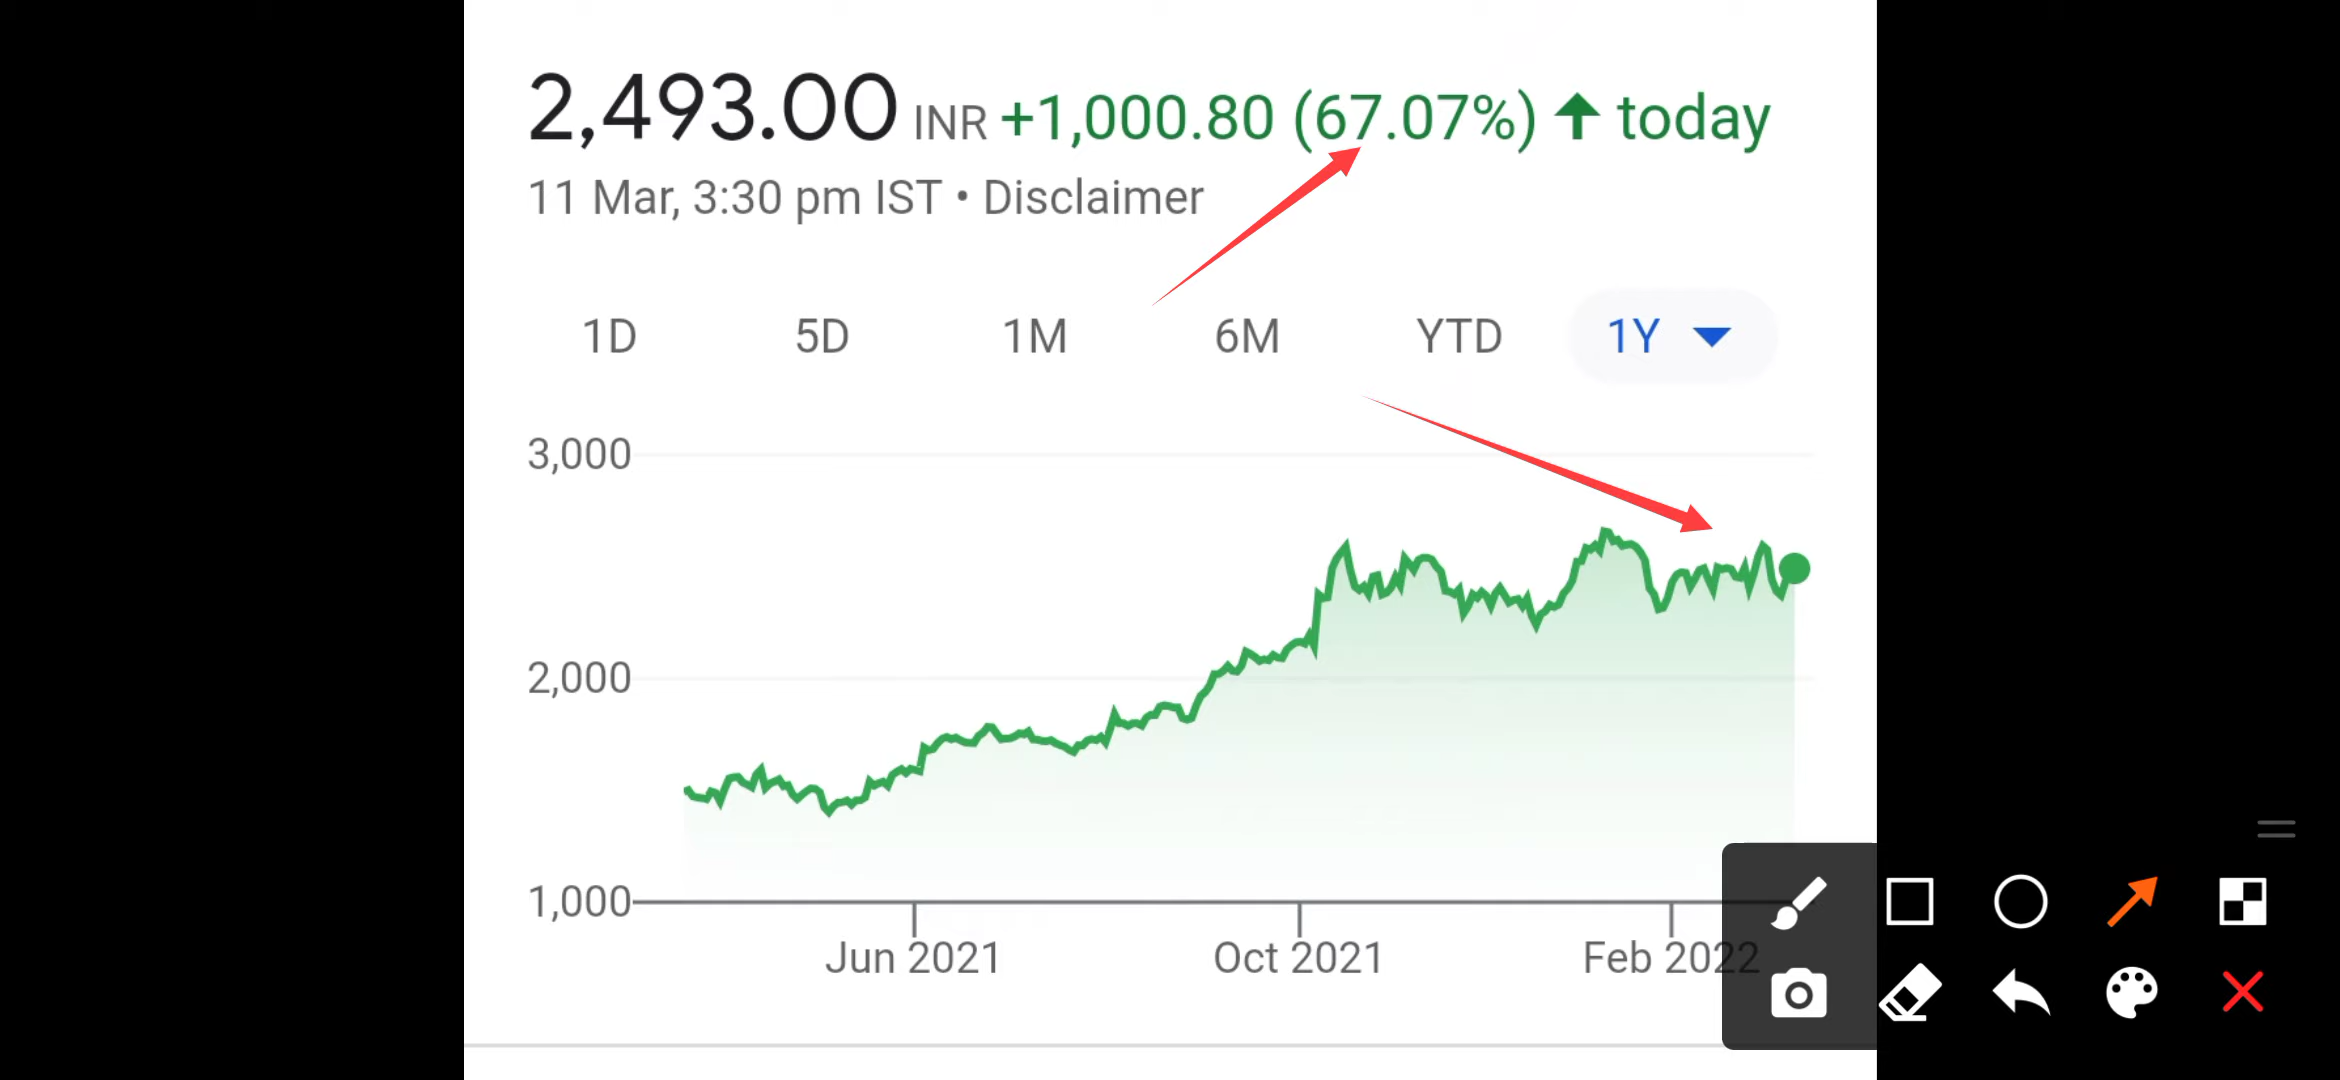 2,493.00 INR +1,000.80 (67.07%) ↑ today
11 Mar, 3:30 pm IST • Disclaimer
1D 5D 1M 6M YTD 1Y
3,000
2,000
1,000
Jun 2021 Oct 2021 Feb 2022